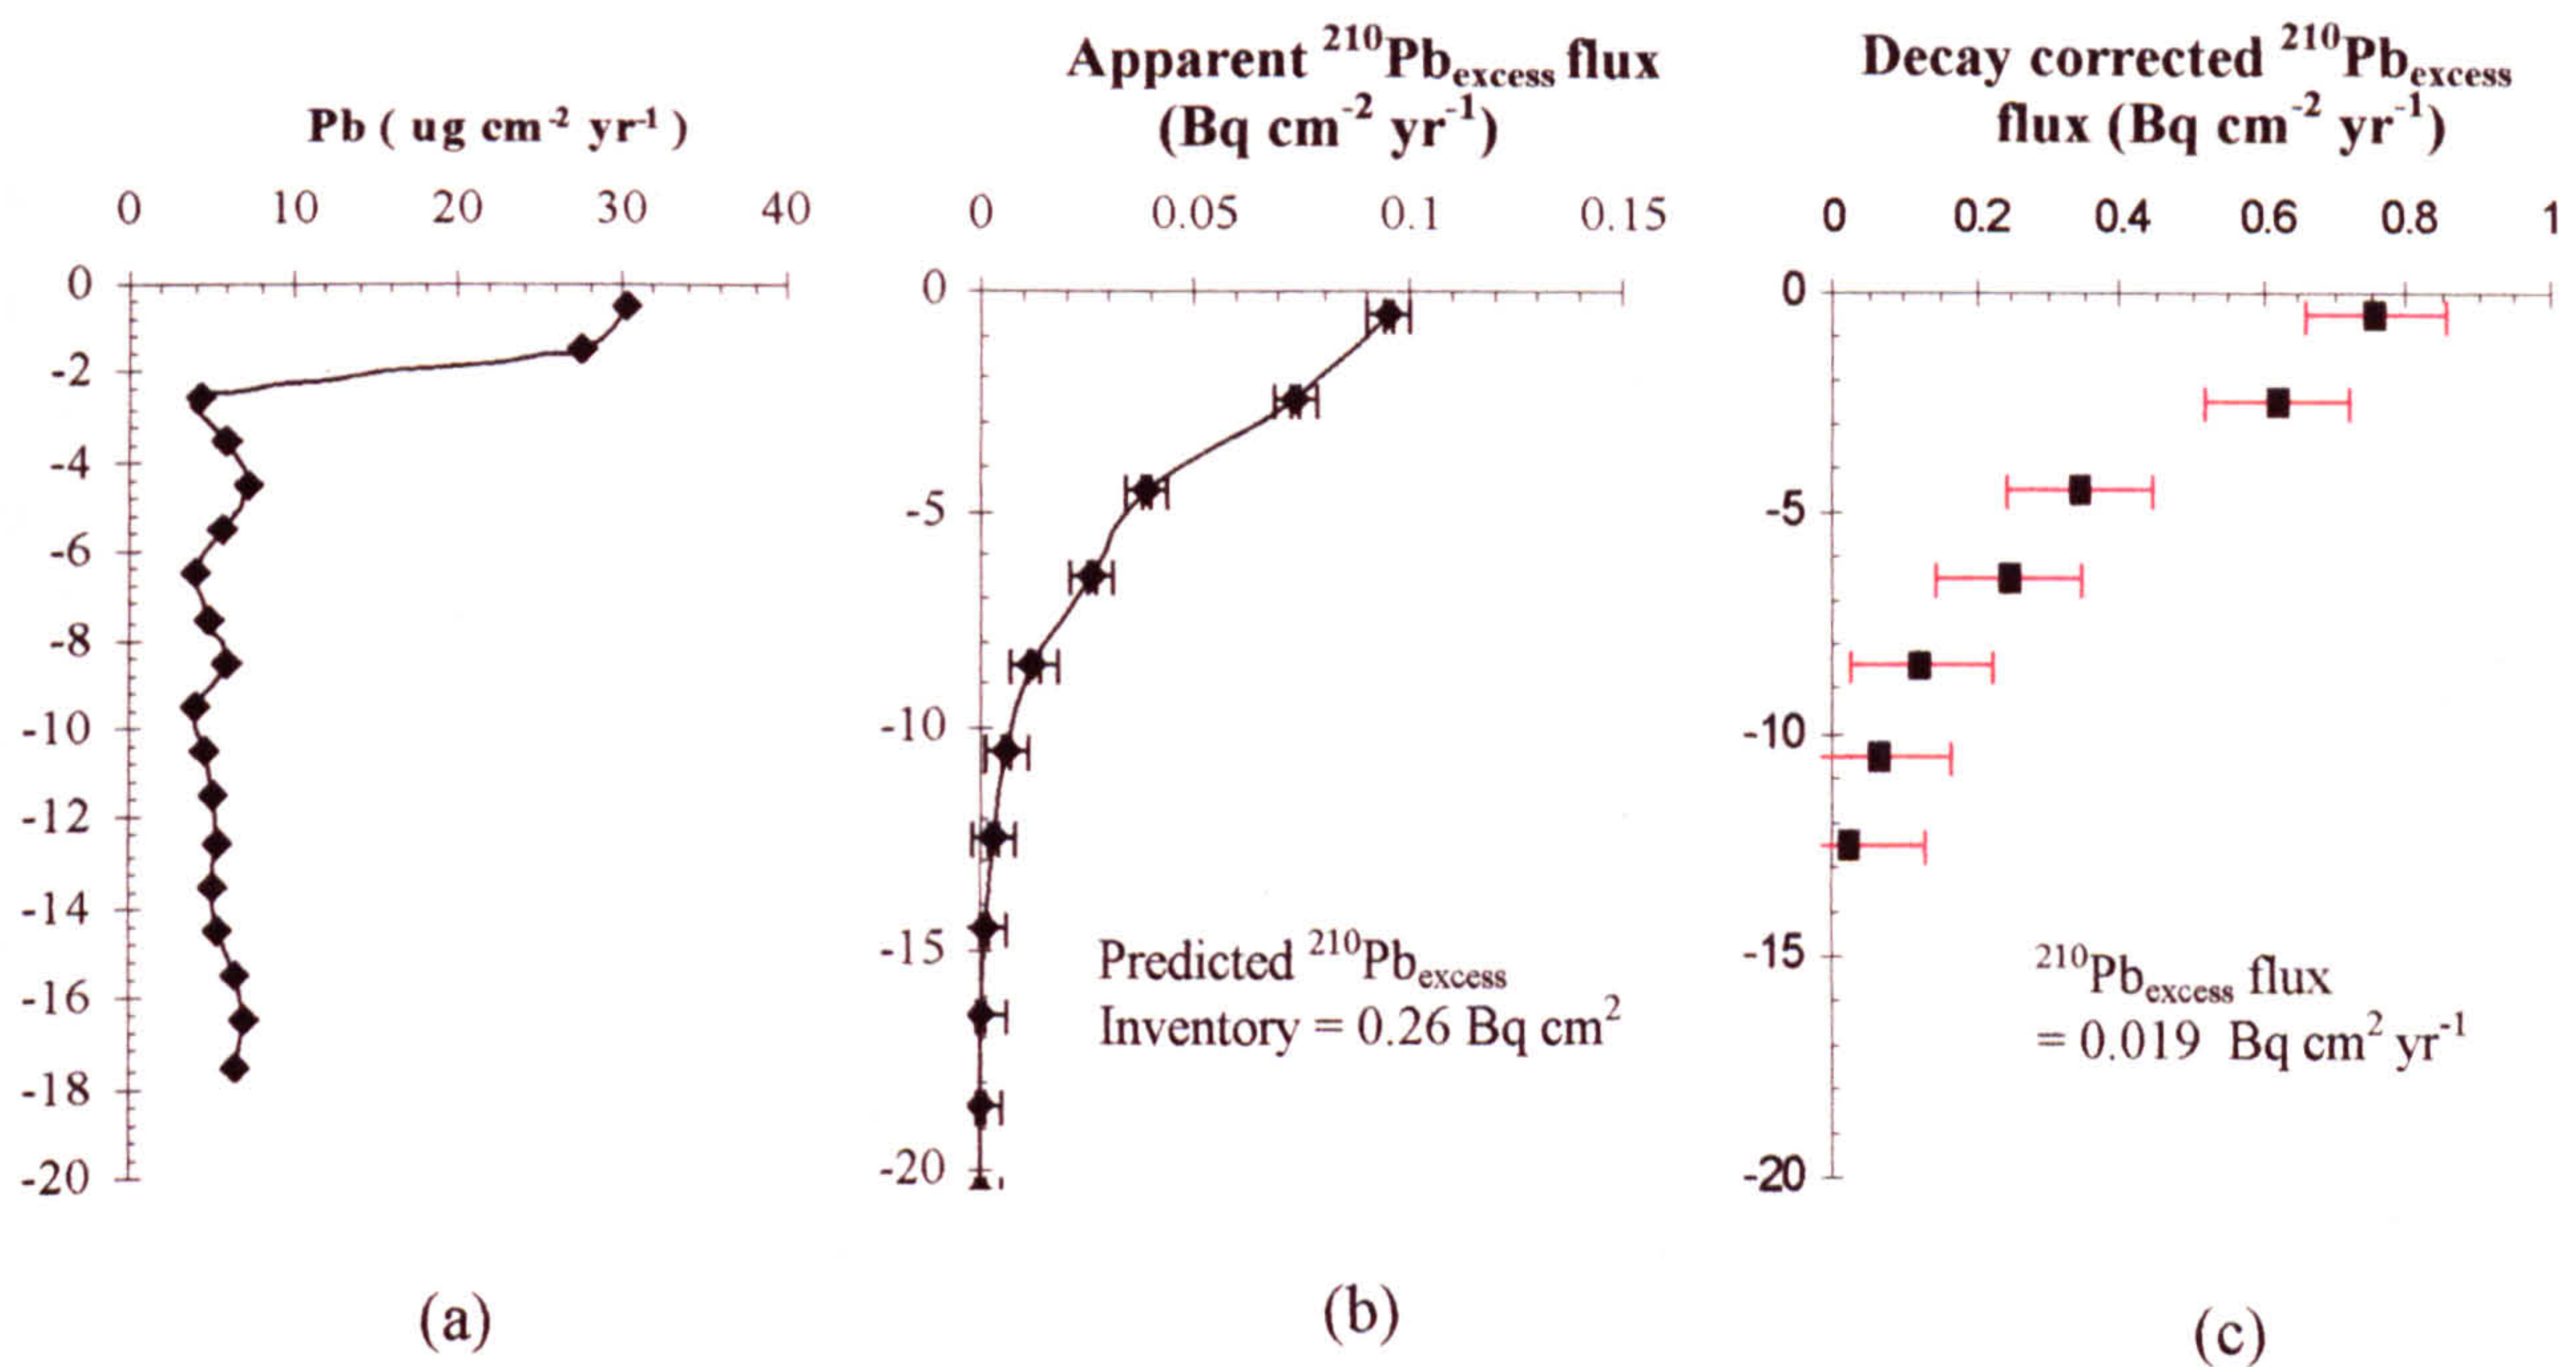 Pb ( ug cm⁻² yr⁻¹ )
0 10 20 30 40
0
-2
-4
-6
-8
-10
-12
-14
-16
-18
-20
(a)
Apparent ²¹⁰Pbexcess flux
(Bq cm⁻² yr⁻¹)
0 0.05 0.1 0.15
0
-5
-10
-15
-20
Predicted ²¹⁰Pbexcess
Inventory = 0.26 Bq cm²
(b)
Decay corrected ²¹⁰Pbexcess
flux (Bq cm⁻² yr⁻¹)
0 0.2 0.4 0.6 0.8 1
0
-5
-10
-15
-20
²¹⁰Pbexcess flux
= 0.019 Bq cm² yr⁻¹
(c)